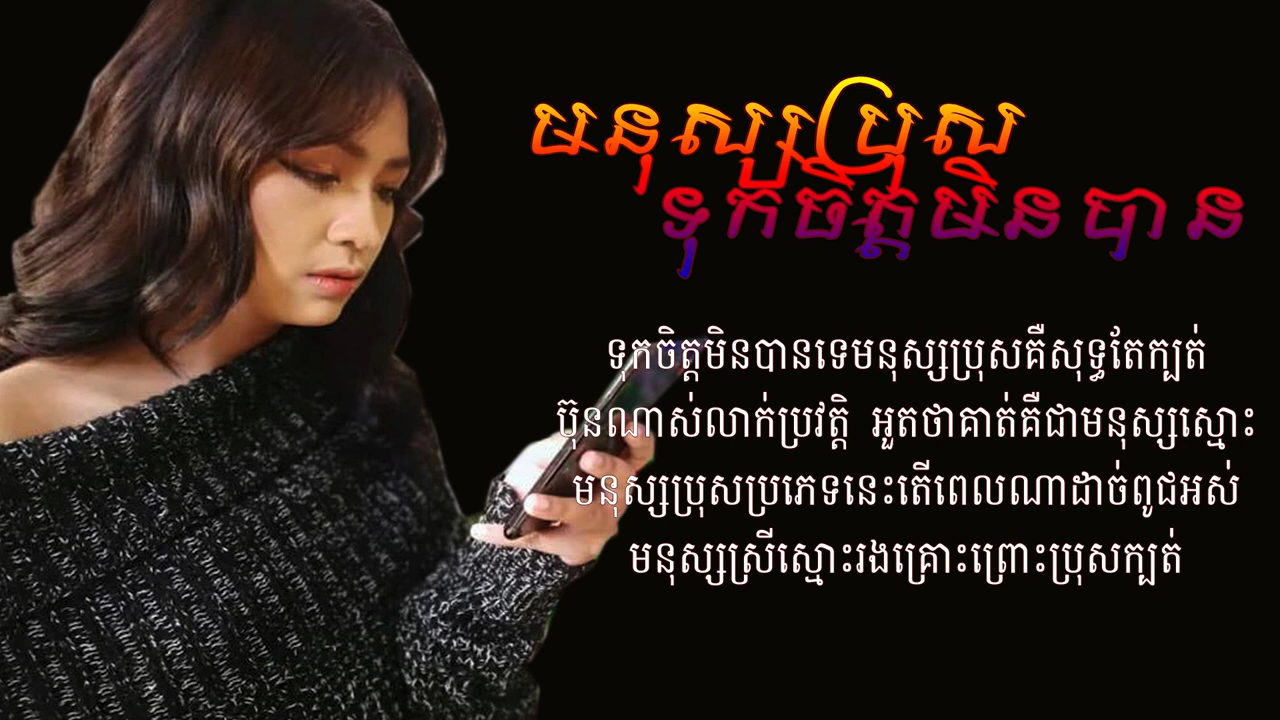 មនុស្សប្រុស
ទុកចិត្តមិនបាន
ទុកចិត្តមិនបានទេមនុស្សប្រុសគឺសុទ្ធតែក្បត់
ប៊ុនណាស់លាក់ប្រវត្តិ អួតថាគាត់គឺជាមនុស្សស្មោះ
មនុស្សប្រុសប្រភេទនេះតើពេលណាដាច់ពូជអស់
មនុស្សស្រីស្មោះរងគ្រោះព្រោះប្រុសក្បត់